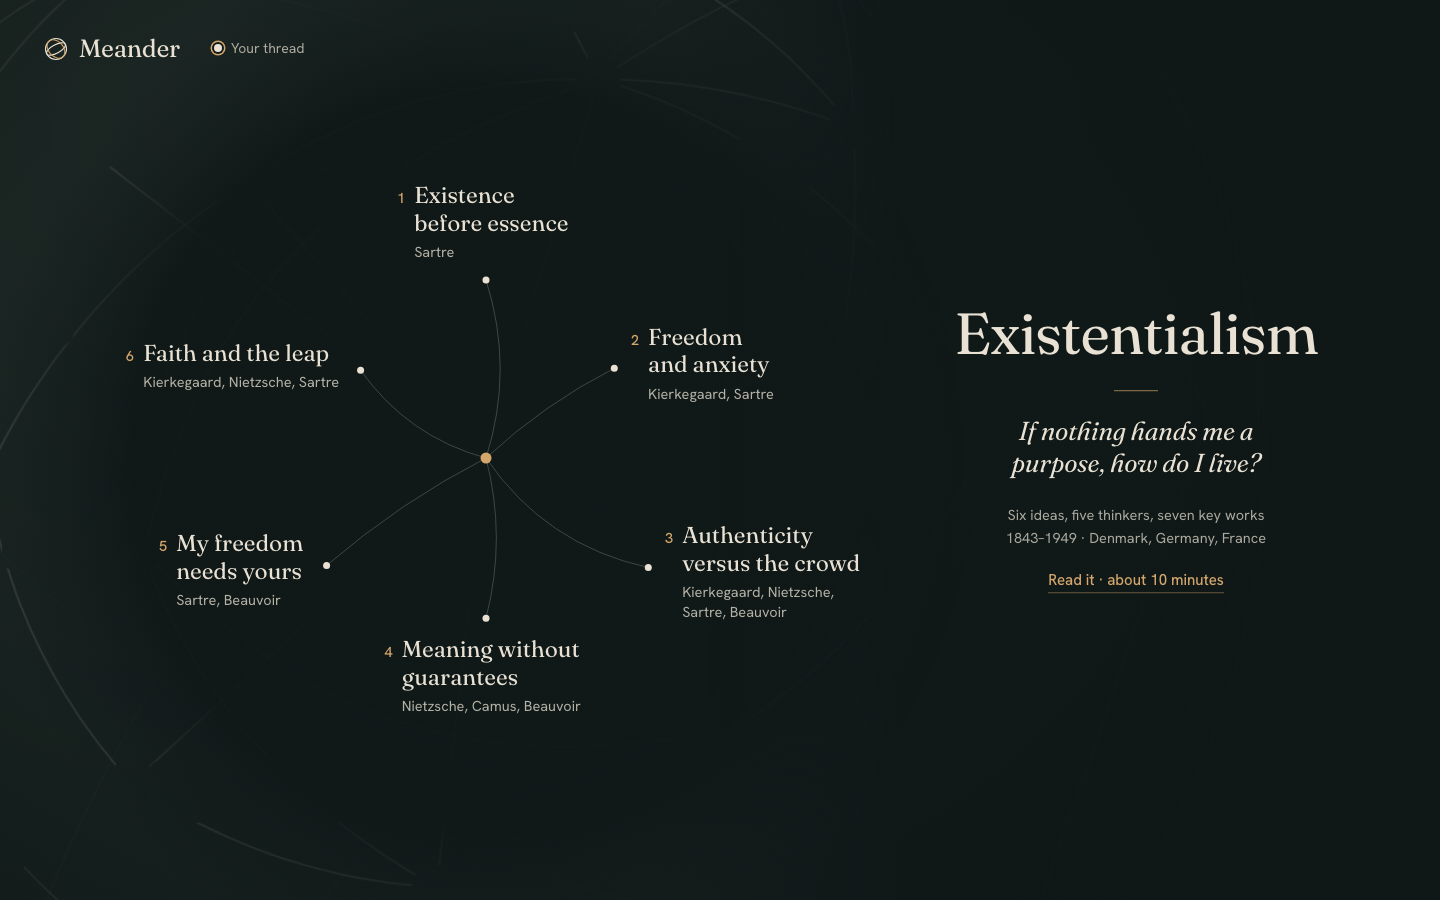 Meander
Your thread
1 Existence
before essence
Sartre
2 Freedom
and anxiety
Kierkegaard, Sartre
3 Authenticity
versus the crowd
Kierkegaard, Nietzsche,
Sartre, Beauvoir
4 Meaning without
guarantees
Nietzsche, Camus, Beauvoir
5 My freedom
needs yours
Sartre, Beauvoir
6 Faith and the leap
Kierkegaard, Nietzsche, Sartre
Existentialism
If nothing hands me a
purpose, how do I live?
Six ideas, five thinkers, seven key works
1843–1949 · Denmark, Germany, France
Read it · about 10 minutes